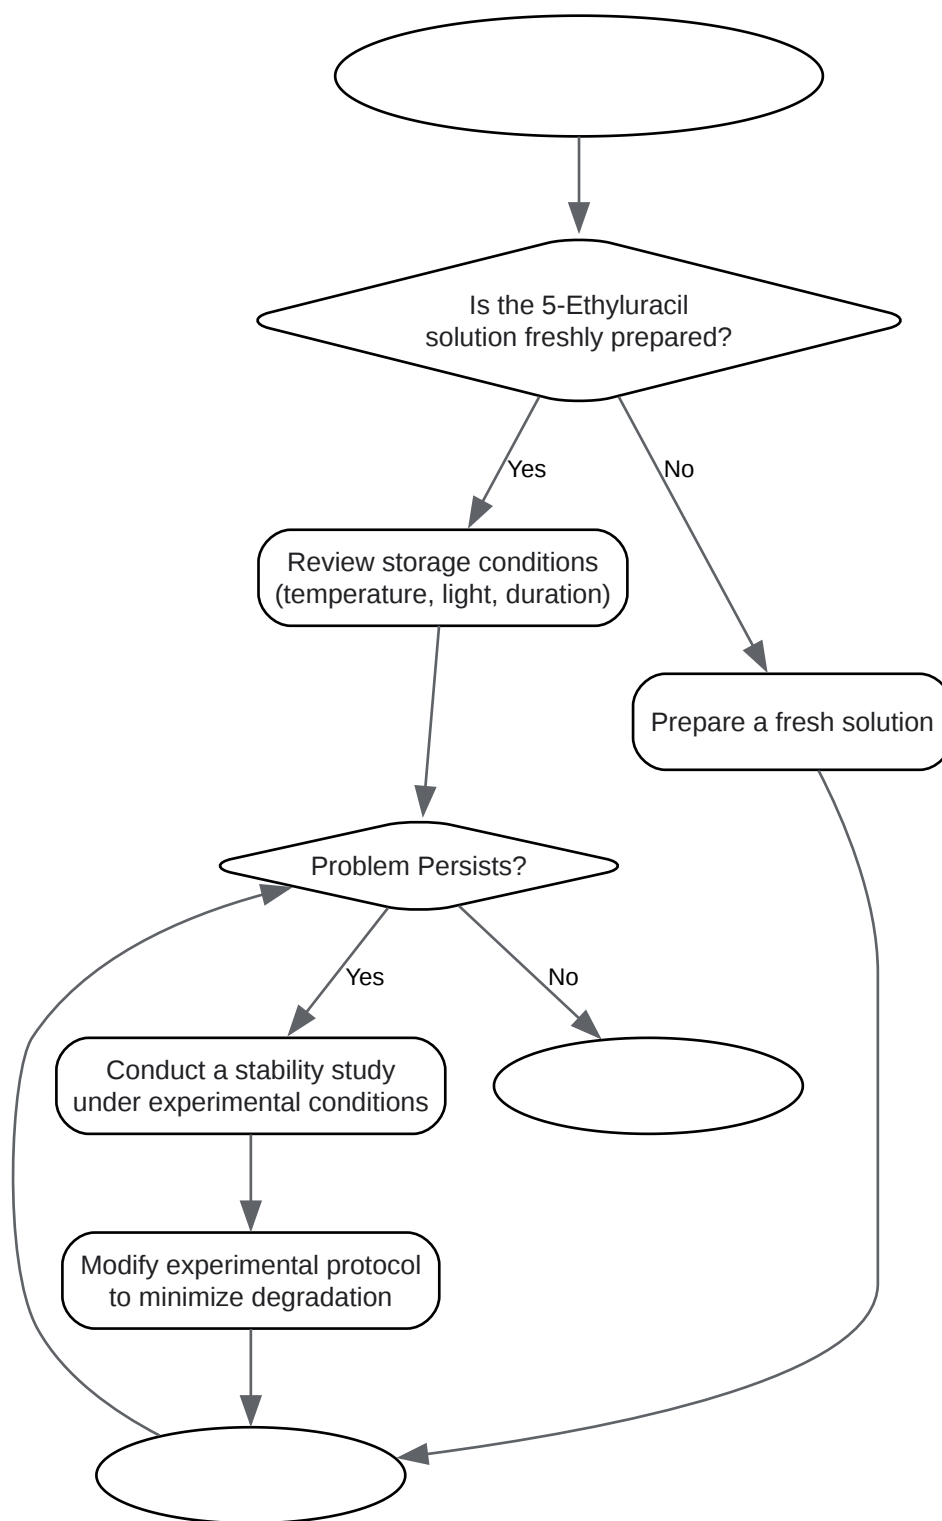 Is the 5-Ethyluracil
solution freshly prepared?
Yes
No
Review storage conditions
(temperature, light, duration)
Prepare a fresh solution
Problem Persists?
Yes
No
Conduct a stability study
under experimental conditions
Modify experimental protocol
to minimize degradation